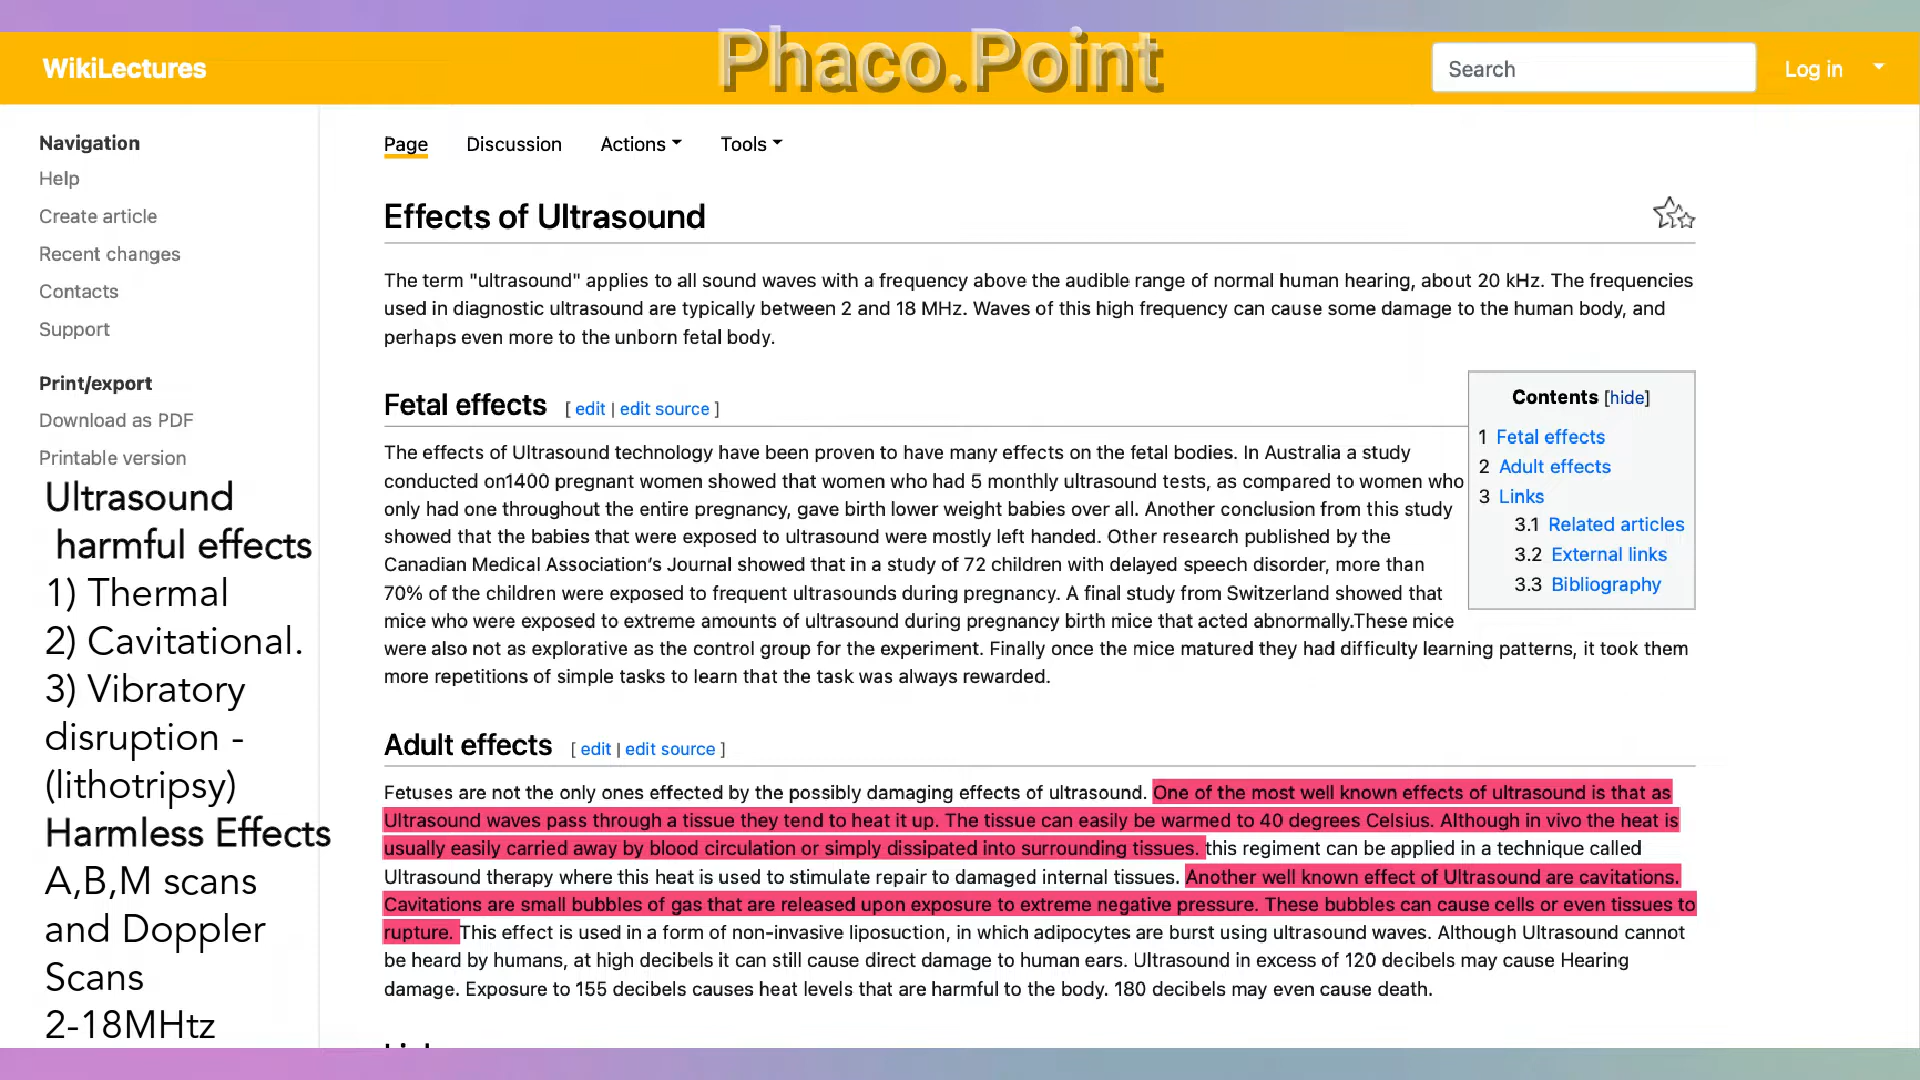 Phaco.Point
WikiLectures
Search
Log in
Navigation
Help
Create article
Recent changes
Contacts
Support
Print/export
Download as PDF
Printable version
Ultrasound
harmful effects
1) Thermal
2) Cavitational.
3) Vibratory
disruption -
(lithotripsy)
Harmless Effects
A,B,M scans
and Doppler
Scans
2-18MHtz
Page Discussion Actions Tools
Effects of Ultrasound
The term "ultrasound" applies to all sound waves with a frequency above the audible range of normal human hearing, about 20 kHz. The frequencies
used in diagnostic ultrasound are typically between 2 and 18 MHz. Waves of this high frequency can cause some damage to the human body, and
perhaps even more to the unborn fetal body.
Fetal effects [ edit | edit source ]
The effects of Ultrasound technology have been proven to have many effects on the fetal bodies. In Australia a study
conducted on1400 pregnant women showed that women who had 5 monthly ultrasound tests, as compared to women who
only had one throughout the entire pregnancy, gave birth lower weight babies over all. Another conclusion from this study
showed that the babies that were exposed to ultrasound were mostly left handed. Other research published by the
Canadian Medical Association's Journal showed that in a study of 72 children with delayed speech disorder, more than
70% of the children were exposed to frequent ultrasounds during pregnancy. A final study from Switzerland showed that
mice who were exposed to extreme amounts of ultrasound during pregnancy birth mice that acted abnormally.These mice
were also not as explorative as the control group for the experiment. Finally once the mice matured they had difficulty learning patterns, it took them
more repetitions of simple tasks to learn that the task was always rewarded.
Contents [hide]
1 Fetal effects
2 Adult effects
3 Links
3.1 Related articles
3.2 External links
3.3 Bibliography
Adult effects [ edit | edit source ]
Fetuses are not the only ones effected by the possibly damaging effects of ultrasound. One of the most well known effects of ultrasound is that as
Ultrasound waves pass through a tissue they tend to heat it up. The tissue can easily be warmed to 40 degrees Celsius. Although in vivo the heat is
usually easily carried away by blood circulation or simply dissipated into surrounding tissues. this regiment can be applied in a technique called
Ultrasound therapy where this heat is used to stimulate repair to damaged internal tissues. Another well known effect of Ultrasound are cavitations.
Cavitations are small bubbles of gas that are released upon exposure to extreme negative pressure. These bubbles can cause cells or even tissues to
rupture. This effect is used in a form of non-invasive liposuction, in which adipocytes are burst using ultrasound waves. Although Ultrasound cannot
be heard by humans, at high decibels it can still cause direct damage to human ears. Ultrasound in excess of 120 decibels may cause Hearing
damage. Exposure to 155 decibels causes heat levels that are harmful to the body. 180 decibels may even cause death.